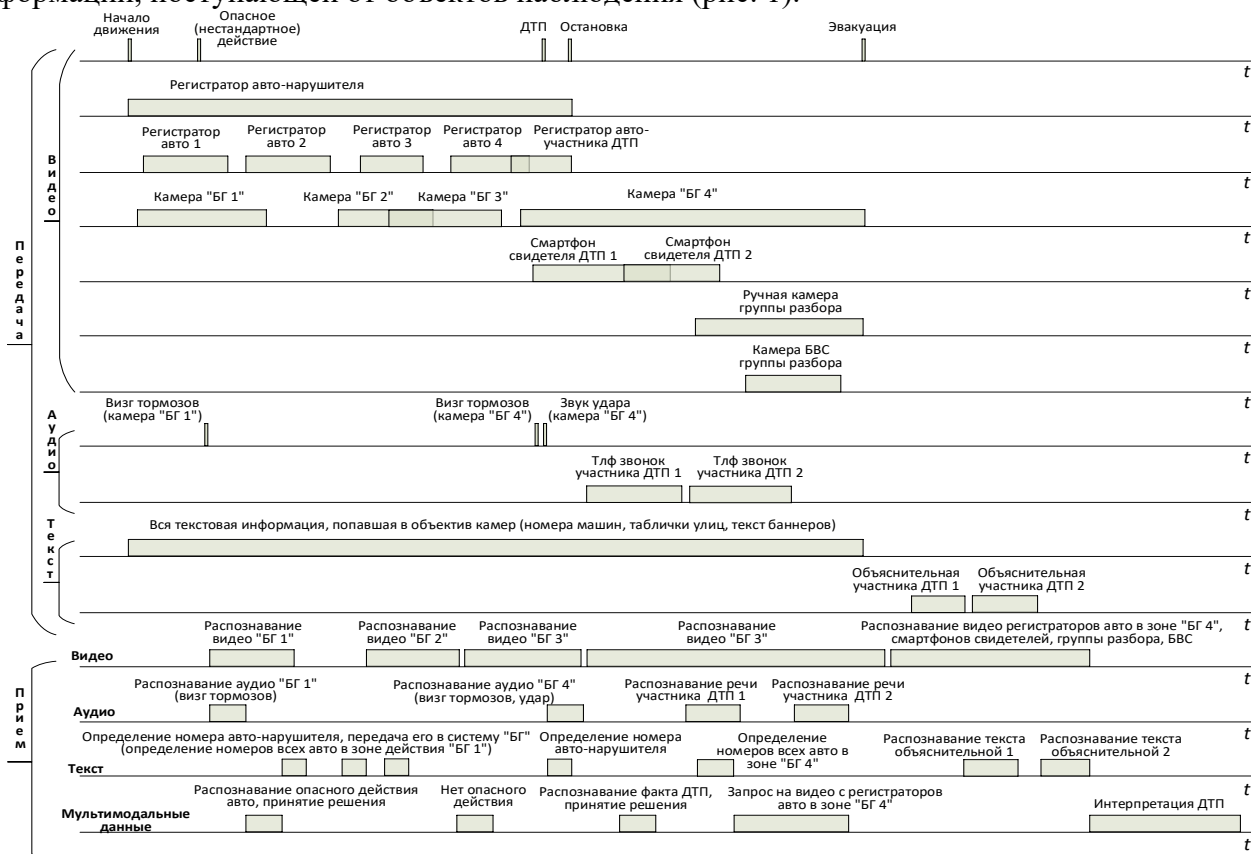 формации, поступающей от объектов наблюдения (рис. 1).
Начало
движения
Опасное
(нестандартное)
действие
ДТП
Остановка
Эвакуация
t
Регистратор авто-нарушителя
t
Регистратор
авто 1
Регистратор
авто 2
Регистратор
авто 3
Регистратор
авто 4
Регистратор авто-
участника ДТП
t
Видео
Камера "БГ 1"
Камера "БГ 2"
Камера "БГ 3"
Камера "БГ 4"
t
Передача
Смартфон
свидетеля ДТП 1
Смартфон
свидетеля ДТП 2
t
Ручная камера
группы разбора
t
Камера БВС
группы разбора
t
Аудио
Визг тормозов
(камера "БГ 1")
Визг тормозов
(камера "БГ 4")
Звук удара
(камера "БГ 4")
t
Тлф звонок
участника ДТП 1
Тлф звонок
участника ДТП 2
t
Текст
Вся текстовая информация, попавшая в объектив камер (номера машин, таблички улиц, текст баннеров)
t
Объяснительная
участника ДТП 1
Объяснительная
участника ДТП 2
t
Прием
Видео
Распознавание
видео "БГ 1"
Распознавание
видео "БГ 2"
Распознавание
видео "БГ 3"
Распознавание
видео "БГ 3"
Распознавание видео регистраторов авто в зоне "БГ 4",
смартфонов свидетелей, группы разбора, БВС
t
Аудио
Распознавание аудио "БГ 1"
(визг тормозов)
Распознавание аудио "БГ 4"
(визг тормозов, удар)
Распознавание речи
участника ДТП 1
Распознавание речи
участника ДТП 2
t
Текст
Определение номера авто-нарушителя, передача его в систему "БГ"
(определение номеров всех авто в зоне действия "БГ 1")
Определение номера
авто-нарушителя
Определение
номеров всех авто в
зоне "БГ 4"
Распознавание текста
объяснительной 1
Распознавание текста
объяснительной 2
t
Мультимодальные
данные
Распознавание опасного действия
авто, принятие решения
Нет опасного
действия
Распознавание факта ДТП,
принятие решения
Запрос на видео с регистраторов
авто в зоне "БГ 4"
Интерпретация ДТП
t